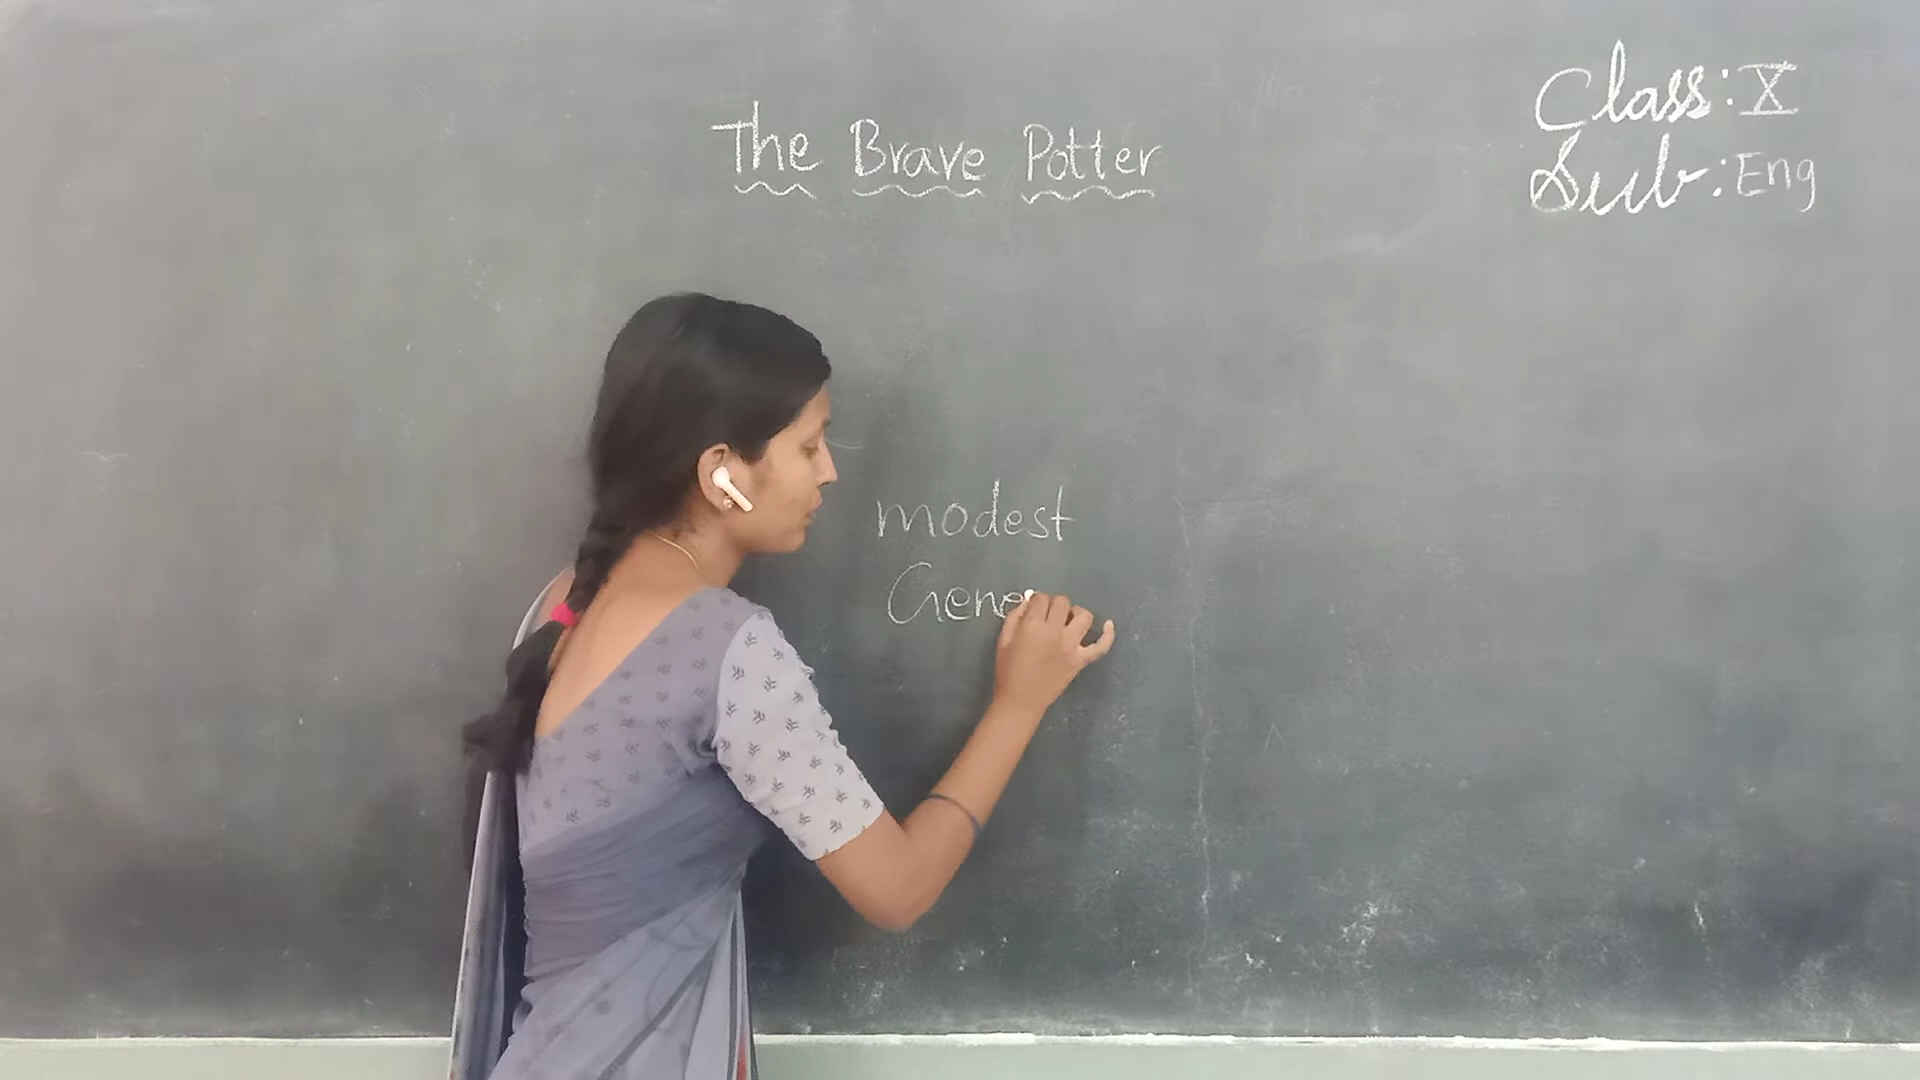 The Brave Potter
Class: X
Sub: Eng
modest
Gene